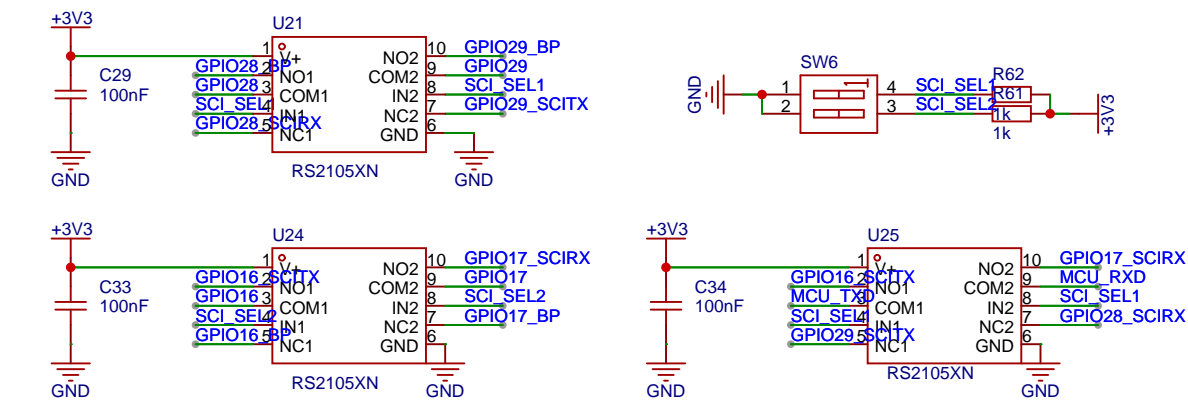 +3V3
U21
C29
100nF
GND
1 V+
GPIO28_BP 2 NO1
GPIO28 3 COM1
SCI_SEL1 4 IN1
GPIO28_SCIRX 5 NC1
NO2 10 GPIO29_BP
COM2 9 GPIO29
IN2 8 SCI_SEL1
NC2 7 GPIO29_SCITX
GND 6
RS2105XN
GND
SW6
GND
1
2
1
4 SCI_SEL1
3 SCI_SEL2
R62
R61
1k
1k
+3V3
+3V3
U24
C33
100nF
GND
1 V+
GPIO16_SCITX 2 NO1
GPIO16 3 COM1
SCI_SEL2 4 IN1
GPIO16_BP 5 NC1
NO2 10 GPIO17_SCIRX
COM2 9 GPIO17
IN2 8 SCI_SEL2
NC2 7 GPIO17_BP
GND 6
RS2105XN
GND
+3V3
U25
C34
100nF
GND
1 V+
GPIO16_SCITX 2 NO1
MCU_TXD 3 COM1
SCI_SEL1 4 IN1
GPIO29_SCITX 5 NC1
NO2 10 GPIO17_SCIRX
COM2 9 MCU_RXD
IN2 8 SCI_SEL1
NC2 7 GPIO28_SCIRX
GND 6
RS2105XN
GND